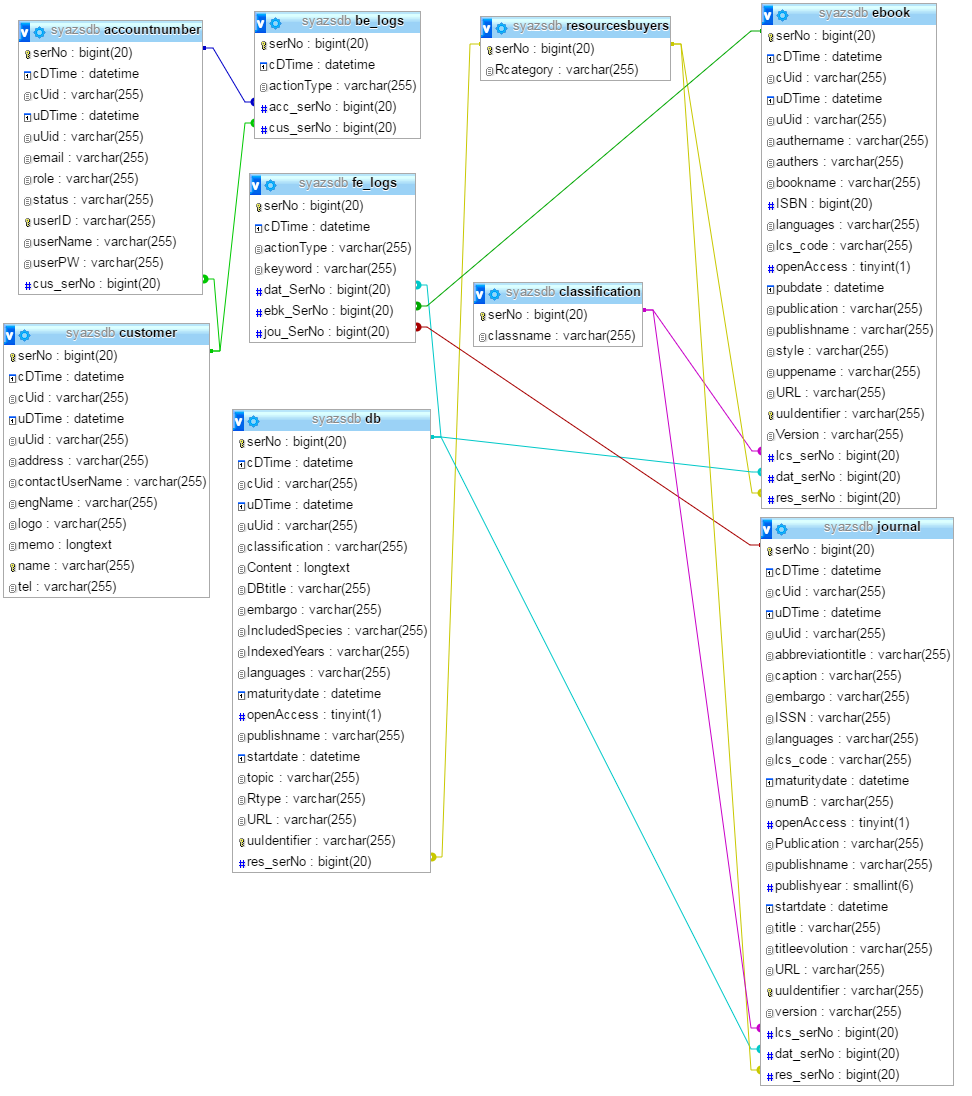 syazsdb accountnumber
serNo : bigint(20)
cDTime : datetime
cUid : varchar(255)
uDTime : datetime
uUid : varchar(255)
email : varchar(255)
role : varchar(255)
status : varchar(255)
userID : varchar(255)
userName : varchar(255)
userPW : varchar(255)
cus_serNo : bigint(20)
syazsdb customer
serNo : bigint(20)
cDTime : datetime
cUid : varchar(255)
uDTime : datetime
uUid : varchar(255)
address : varchar(255)
contactUserName : varchar(255)
engName : varchar(255)
logo : varchar(255)
memo : longtext
name : varchar(255)
tel : varchar(255)
syazsdb be_logs
serNo : bigint(20)
cDTime : datetime
actionType : varchar(255)
acc_serNo : bigint(20)
cus_serNo : bigint(20)
syazsdb fe_logs
serNo : bigint(20)
cDTime : datetime
actionType : varchar(255)
keyword : varchar(255)
dat_SerNo : bigint(20)
ebk_SerNo : bigint(20)
jou_SerNo : bigint(20)
syazsdb db
serNo : bigint(20)
cDTime : datetime
cUid : varchar(255)
uDTime : datetime
uUid : varchar(255)
classification : varchar(255)
Content : longtext
DBtitle : varchar(255)
embargo : varchar(255)
IncludedSpecies : varchar(255)
IndexedYears : varchar(255)
languages : varchar(255)
maturitydate : datetime
openAccess : tinyint(1)
publishname : varchar(255)
startdate : datetime
topic : varchar(255)
Rtype : varchar(255)
URL : varchar(255)
uuIdentifier : varchar(255)
res_serNo : bigint(20)
syazsdb resourcesbuyers
serNo : bigint(20)
Rcategory : varchar(255)
syazsdb classification
serNo : bigint(20)
classname : varchar(255)
syazsdb ebook
serNo : bigint(20)
cDTime : datetime
cUid : varchar(255)
uDTime : datetime
uUid : varchar(255)
authername : varchar(255)
authers : varchar(255)
bookname : varchar(255)
ISBN : bigint(20)
languages : varchar(255)
lcs_code : varchar(255)
openAccess : tinyint(1)
pubdate : datetime
publication : varchar(255)
publishname : varchar(255)
style : varchar(255)
uppename : varchar(255)
URL : varchar(255)
uuIdentifier : varchar(255)
Version : varchar(255)
lcs_serNo : bigint(20)
dat_serNo : bigint(20)
res_serNo : bigint(20)
syazsdb journal
serNo : bigint(20)
cDTime : datetime
cUid : varchar(255)
uDTime : datetime
uUid : varchar(255)
abbreviationtitle : varchar(255)
caption : varchar(255)
embargo : varchar(255)
ISSN : varchar(255)
languages : varchar(255)
lcs_code : varchar(255)
maturitydate : datetime
numB : varchar(255)
openAccess : tinyint(1)
Publication : varchar(255)
publishname : varchar(255)
publishyear : smallint(6)
startdate : datetime
title : varchar(255)
titleevolution : varchar(255)
URL : varchar(255)
uuIdentifier : varchar(255)
version : varchar(255)
lcs_serNo : bigint(20)
dat_serNo : bigint(20)
res_serNo : bigint(20)